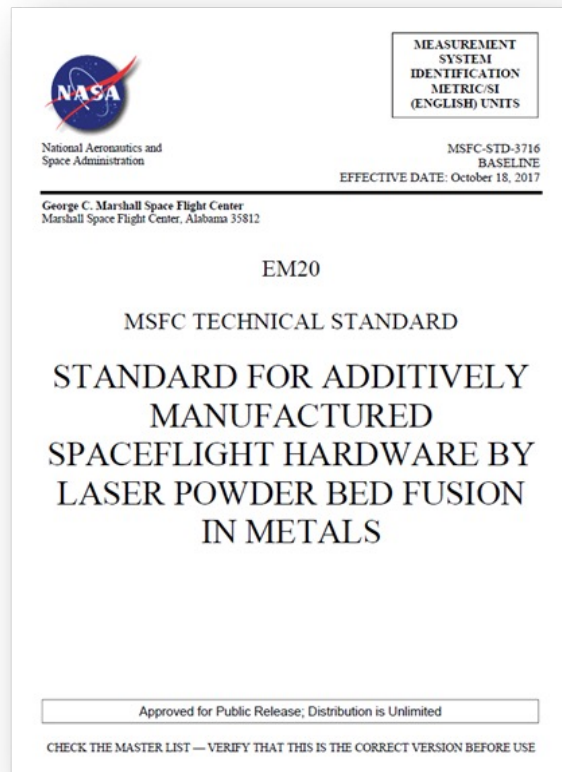 NASA
MEASUREMENT
SYSTEM
IDENTIFICATION
METRIC/SI
(ENGLISH) UNITS
National Aeronautics and
Space Administration
MSFC-STD-3716
BASELINE
EFFECTIVE DATE: October 18, 2017
George C. Marshall Space Flight Center
Marshall Space Flight Center, Alabama 35812
EM20
MSFC TECHNICAL STANDARD
STANDARD FOR ADDITIVELY
MANUFACTURED
SPACEFLIGHT HARDWARE BY
LASER POWDER BED FUSION
IN METALS
Approved for Public Release; Distribution is Unlimited
CHECK THE MASTER LIST — VERIFY THAT THIS IS THE CORRECT VERSION BEFORE USE